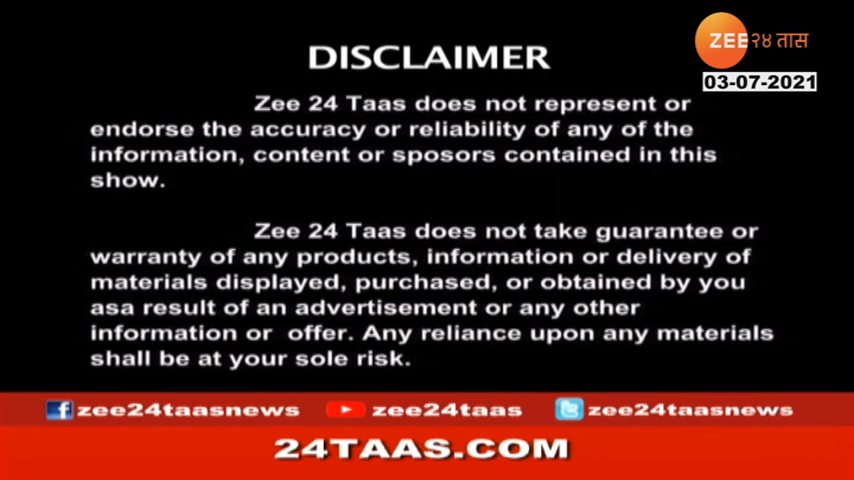 ZEE २४ तास
03-07-2021
DISCLAIMER
Zee 24 Taas does not represent or
endorse the accuracy or reliability of any of the
information, content or sposors contained in this
show.
Zee 24 Taas does not take guarantee or
warranty of any products, information or delivery of
materials displayed, purchased, or obtained by you
asa result of an advertisement or any other
information or offer. Any reliance upon any materials
shall be at your sole risk.
zee24taasnews zee24taas zee24taasnews
24TAAS.COM